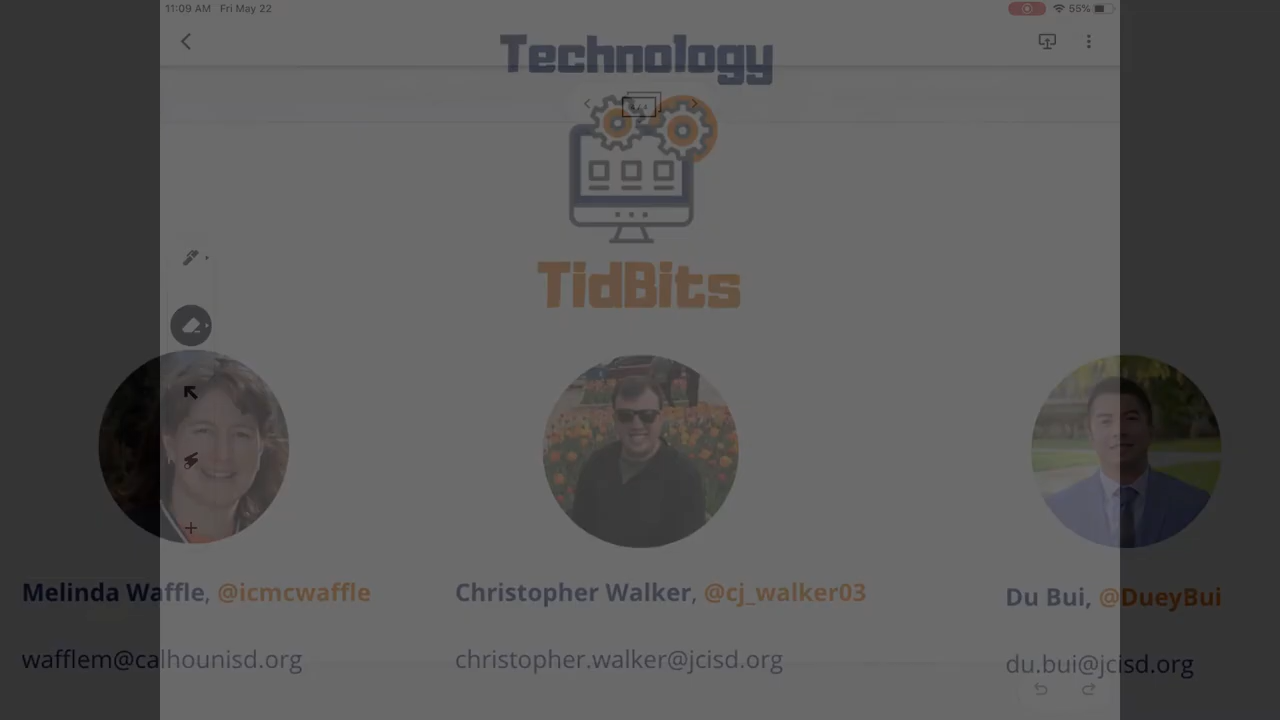 11:09 AM Fri May 22
55%
Technology
TidBits
Melinda Waffle, @icmcwaffle
Christopher Walker, @cj_walker03
Du Bui, @DueyBui
wafflem@calhounisd.org
christopher.walker@jcisd.org
du.bui@jcisd.org